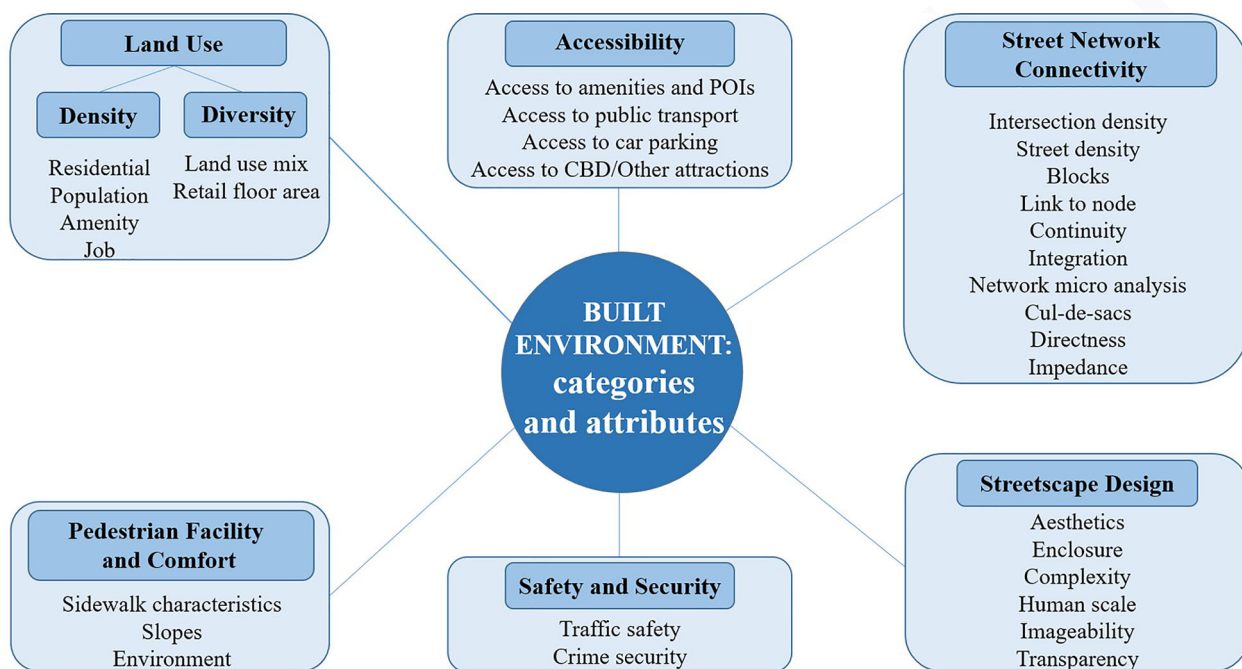 Land Use
Density
Residential
Population
Amenity
Job
Diversity
Land use mix
Retail floor area
Accessibility
Access to amenities and POIs
Access to public transport
Access to car parking
Access to CBD/Other attractions
Street Network
Connectivity
Intersection density
Street density
Blocks
Link to node
Continuity
Integration
Network micro analysis
Cul-de-sacs
Directness
Impedance
BUILT
ENVIRONMENT:
categories
and attributes
Pedestrian Facility
and Comfort
Sidewalk characteristics
Slopes
Environment
Safety and Security
Traffic safety
Crime security
Streetscape Design
Aesthetics
Enclosure
Complexity
Human scale
Imageability
Transparency